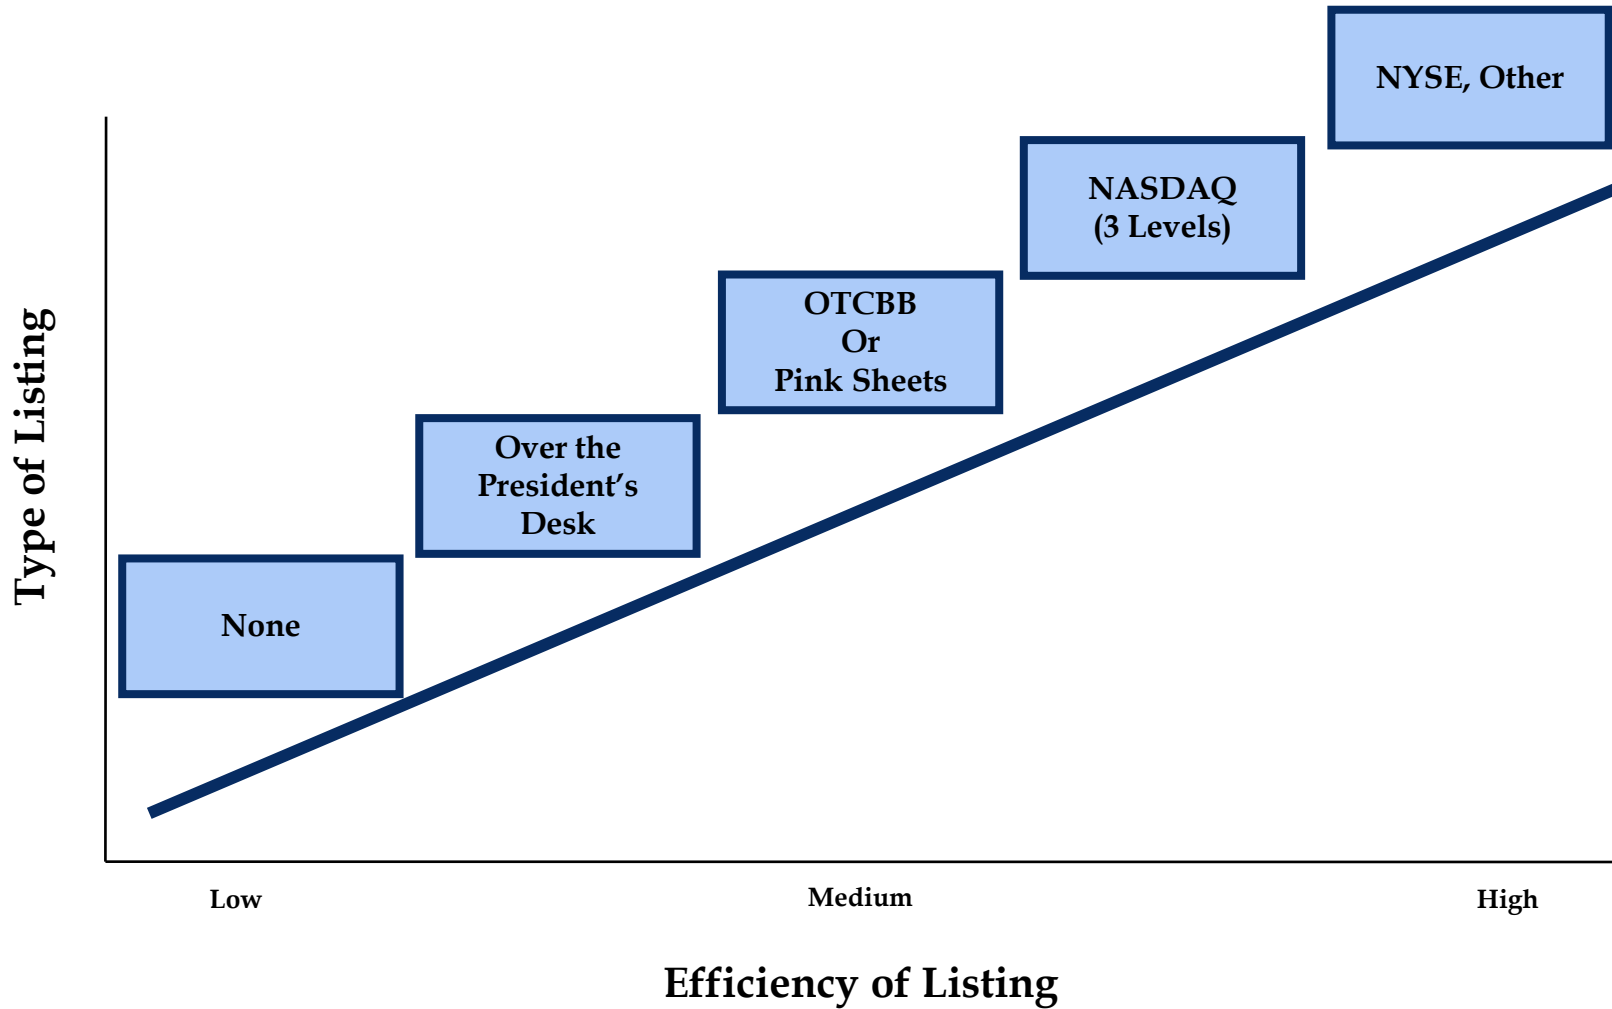 NYSE, Other
NASDAQ
(3 Levels)
OTCBB
Or
Pink Sheets
Over the
President’s
Desk
None
Type of Listing
Low
Medium
High
Efficiency of Listing